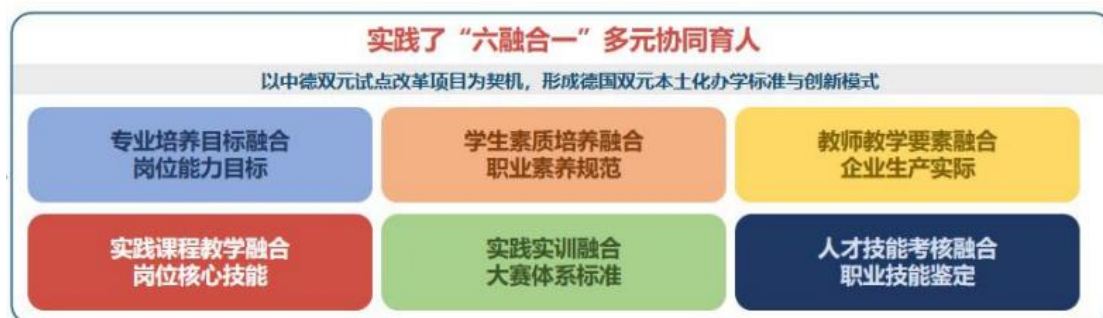 实践了“六融合一”多元协同育人
以中德双元试点改革项目为契机，形成德国双元本土化办学标准与创新模式
专业培养目标融合
岗位能力目标
学生素质培养融合
职业素养规范
教师教学要素融合
企业生产实际
实践课程教学融合
岗位核心技能
实践实训融合
大赛体系标准
人才技能考核融合
职业技能鉴定